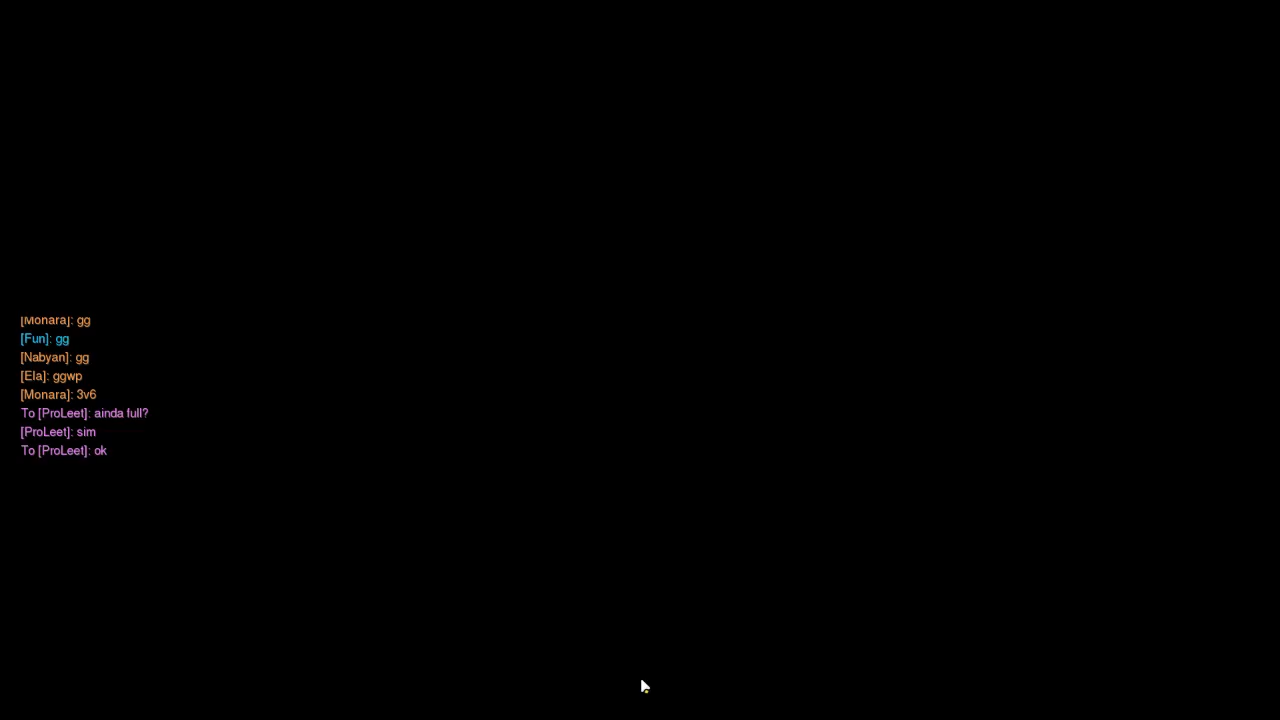 [Monara]: gg
[Fun]: gg
[Nabyan]: gg
[Ela]: ggwp
[Monara]: 3v6
To [ProLeet]: ainda full?
[ProLeet]: sim
To [ProLeet]: ok